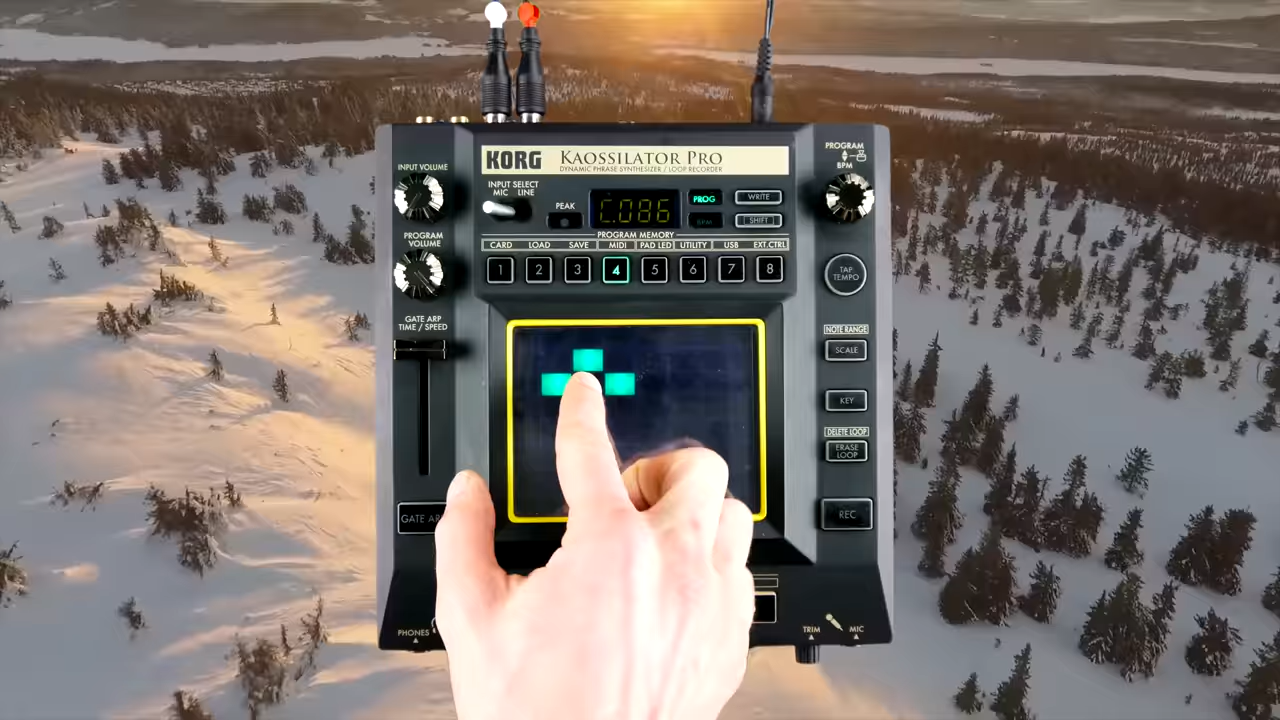 KORG KAOSSILATOR PRO
DYNAMIC PHRASE SYNTHESIZER / LOOP RECORDER
INPUT VOLUME
INPUT SELECT
MIC LINE
PEAK
C.086
PROG
BPM
WRITE
SHIFT
PROGRAM
BPM
PROGRAM MEMORY
CARD LOAD SAVE MIDI PAD LED UTILITY USB EXT.CTRL
1 2 3 4 5 6 7 8
PROGRAM
VOLUME
TAP
TEMPO
GATE ARP
TIME / SPEED
NOTE RANGE
SCALE
KEY
DELETE LOOP
ERASE
LOOP
GATE AR
REC
PHONES
TRIM MIC